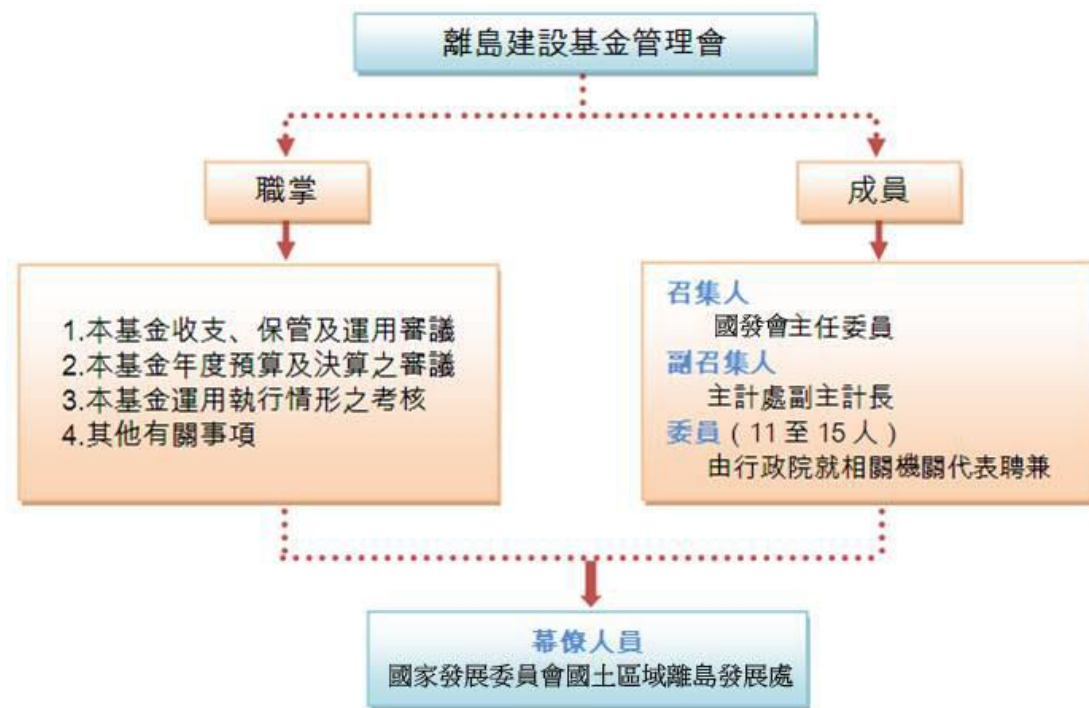 離島建設基金管理會
職掌
成員
1.本基金收支、保管及運用審議
2.本基金年度預算及決算之審議
3.本基金運用執行情形之考核
4.其他有關事項
召集人
國發會主任委員
副召集人
主計處副主計長
委員（11 至 15 人）
由行政院就相關機關代表聘兼
幕僚人員
國家發展委員會國土區域離島發展處